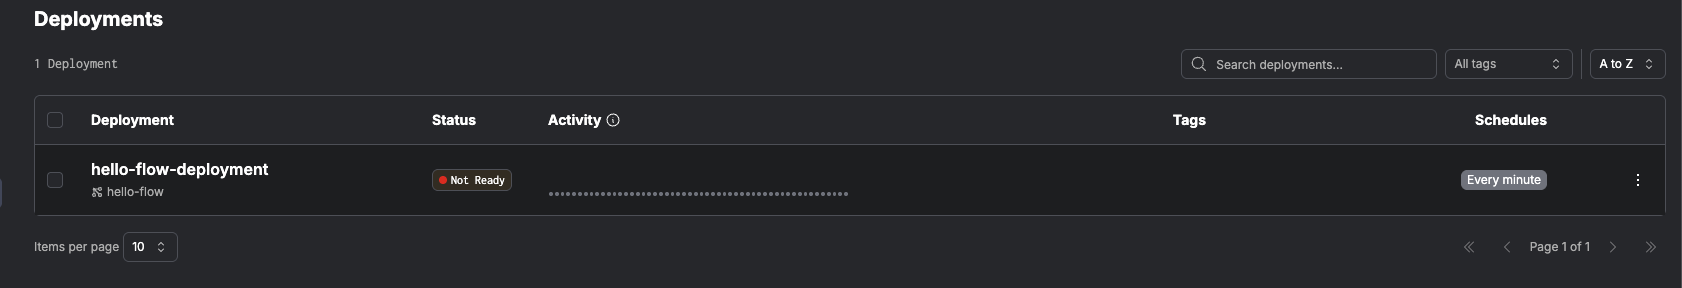 Deployments
1 Deployment
Search deployments...
All tags
A to Z
Deployment Status Activity Tags Schedules
hello-flow-deployment
hello-flow
Not Ready
Every minute
Items per page 10
Page 1 of 1